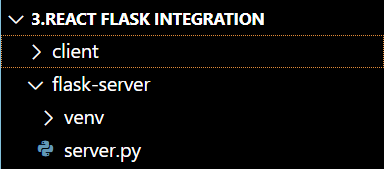 3.REACT FLASK INTEGRATION
client
flask-server
venv
server.py